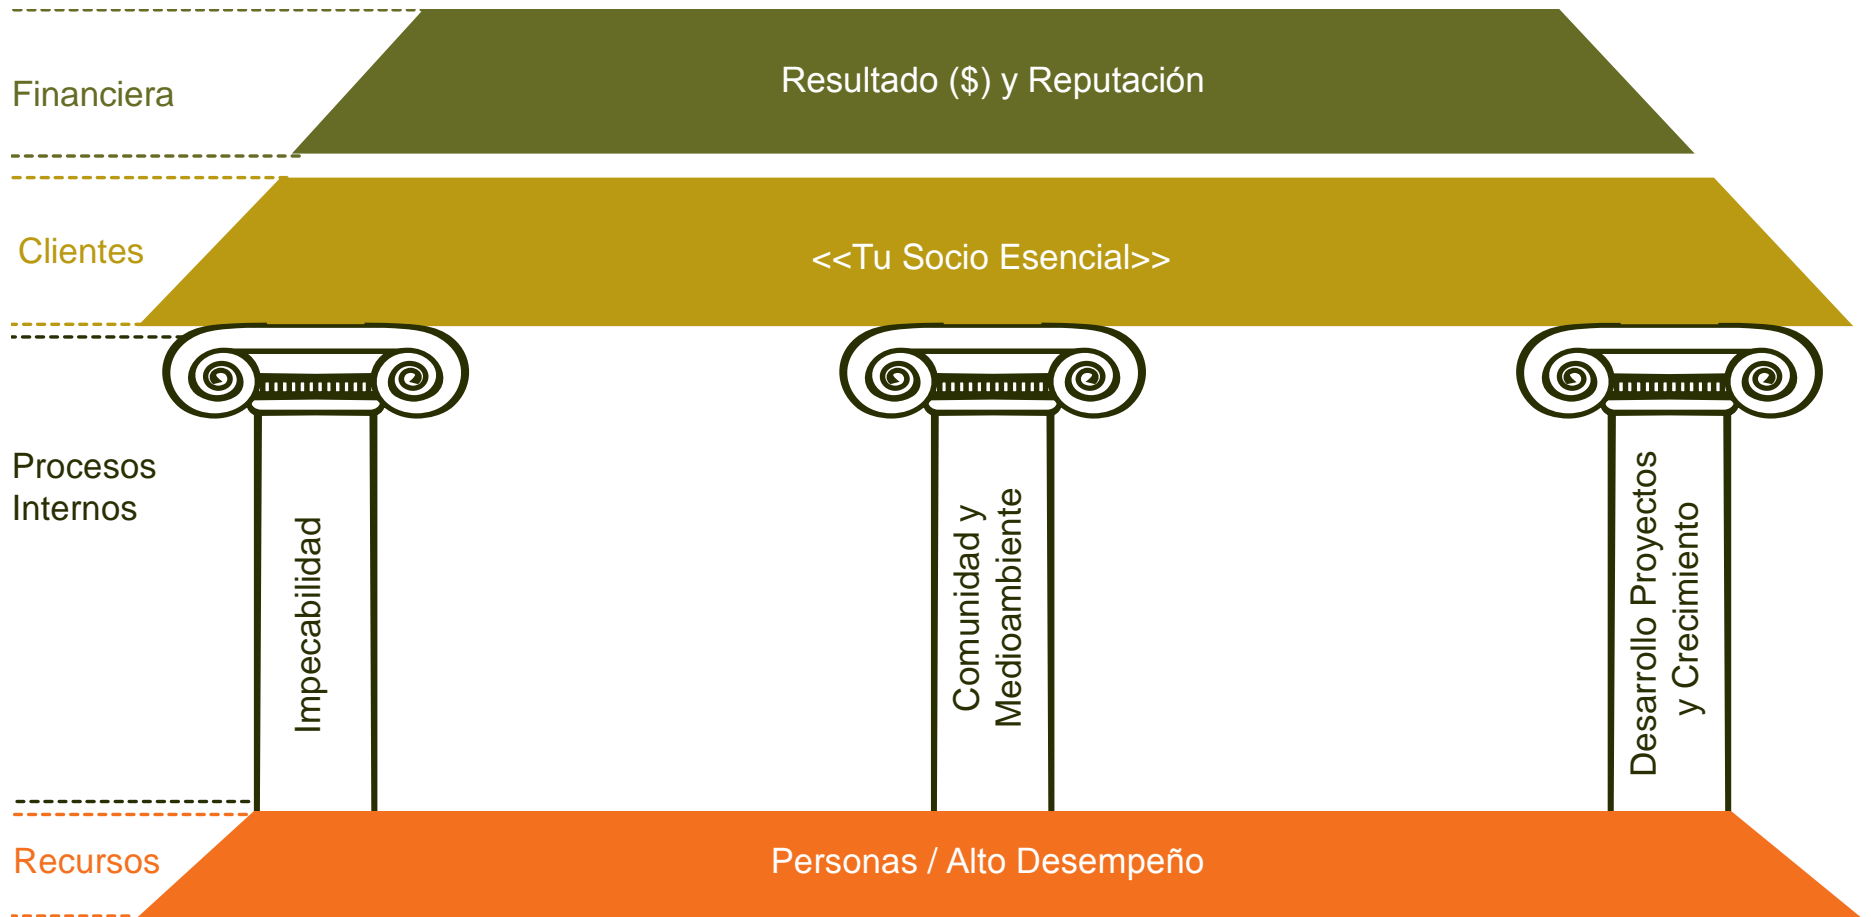 Financiera
Resultado ($) y Reputación
Clientes
<<Tu Socio Esencial>>
Procesos
Internos
Impecabilidad
Comunidad y
Medioambiente
Desarrollo Proyectos
y Crecimiento
Recursos
Personas / Alto Desempeño